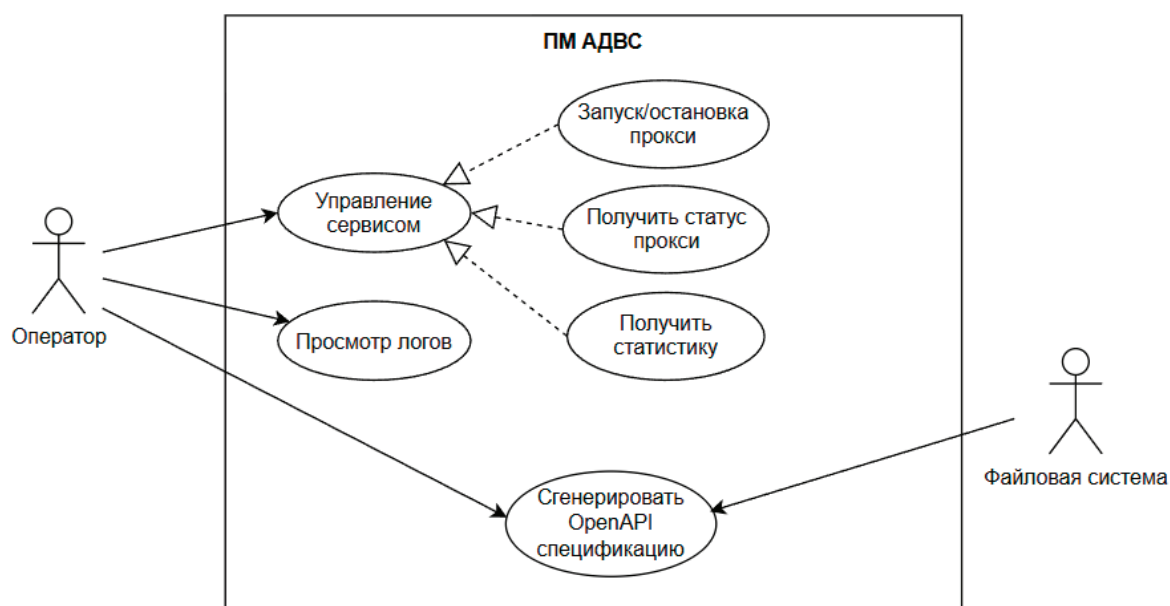 ПМ АДВС
Запуск/остановка
прокси
Управление
сервисом
Получить статус
прокси
Оператор
Просмотр логов
Получить
статистику
Файловая система
Сгенерировать
OpenAPI
спецификацию